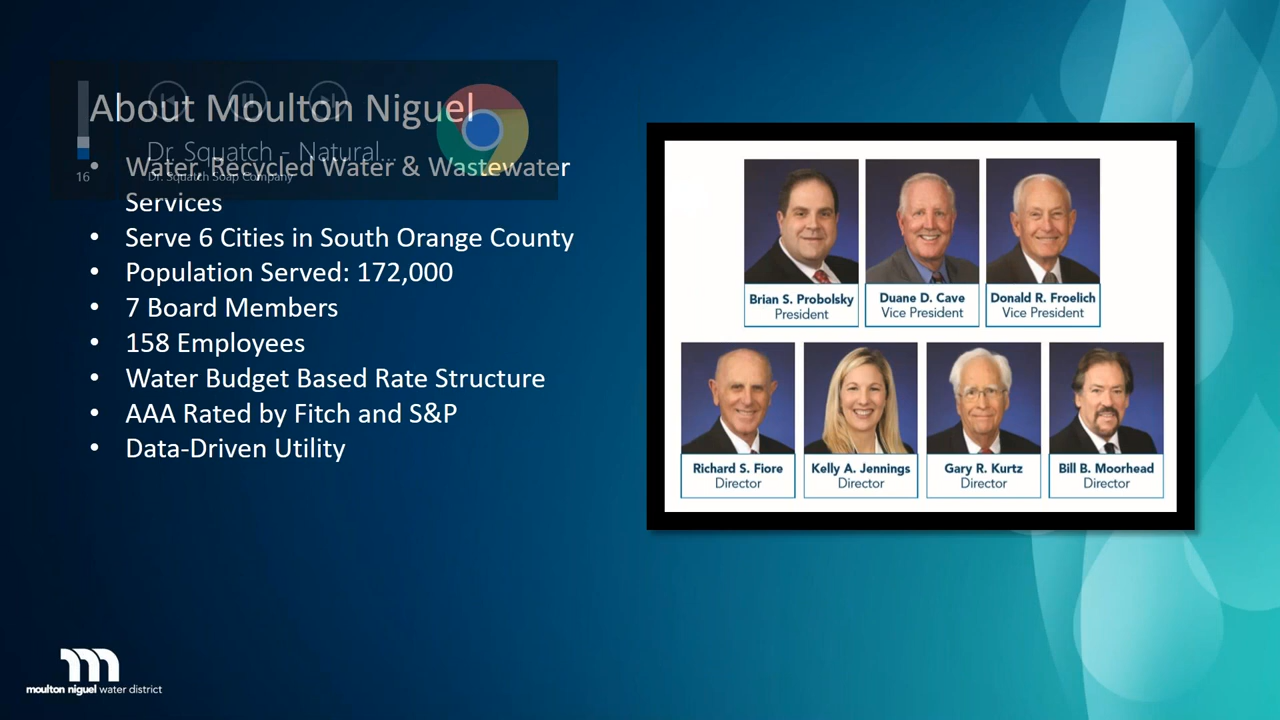 About Moulton Niguel
Dr. Squatch - Natural...
Dr. Squatch Soap Company
16
• Water, Recycled Water & Wastewater
Services
• Serve 6 Cities in South Orange County
• Population Served: 172,000
• 7 Board Members
• 158 Employees
• Water Budget Based Rate Structure
• AAA Rated by Fitch and S&P
• Data-Driven Utility
Brian S. Probolsky
President
Duane D. Cave
Vice President
Donald R. Froelich
Vice President
Richard S. Fiore
Director
Kelly A. Jennings
Director
Gary R. Kurtz
Director
Bill B. Moorhead
Director
moulton niguel water district